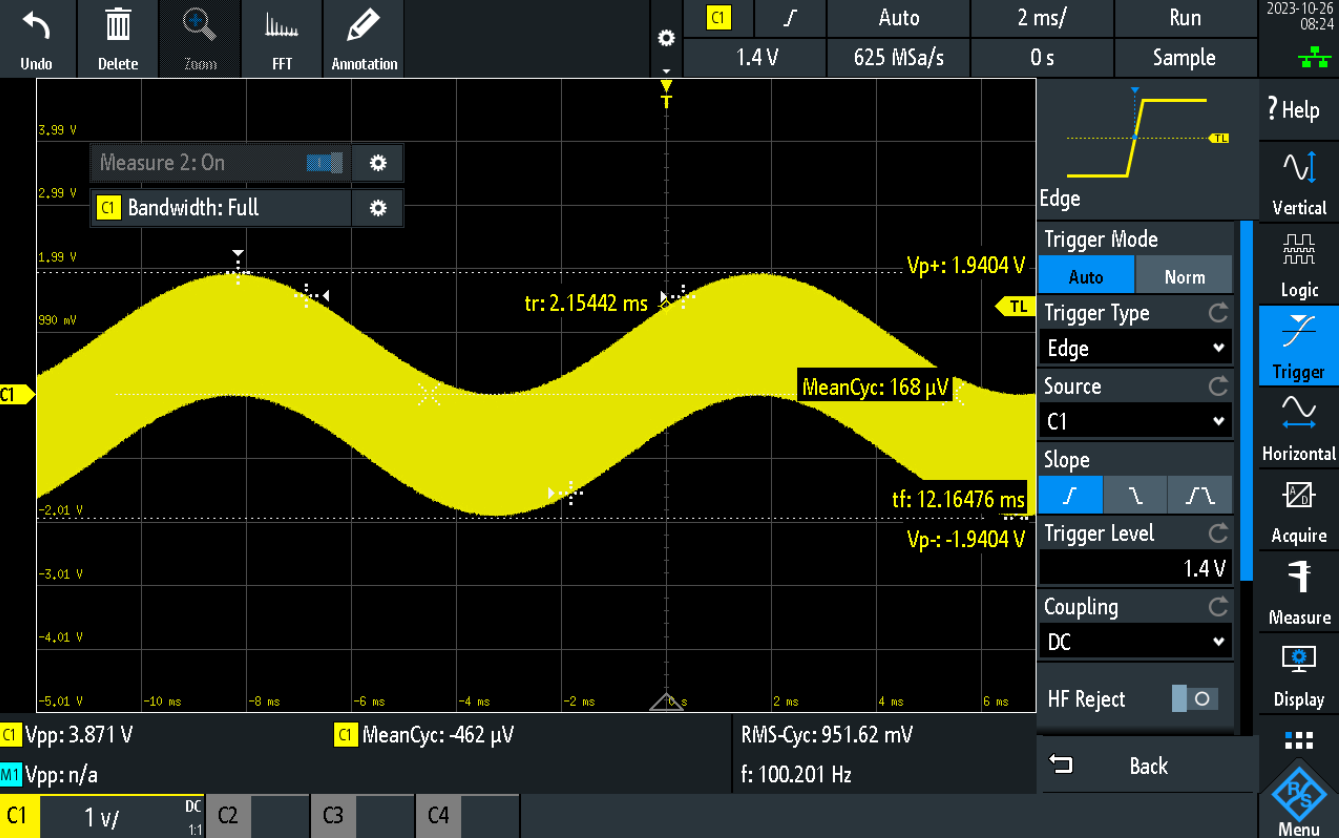 Undo
Delete
Zoom
FFT
Annotation
C1
Auto
2 ms/
Run
1.4 V
625 MSa/s
0 s
Sample
2023-10-26
08:24
T
3.99 V
2.99 V
1.99 V
990 mV
-2.01 V
-3.01 V
-4.01 V
-5.01 V
Measure 2: On
C1 Bandwidth: Full
Vp+: 1.9404 V
tr: 2.15442 ms
TL
C1
MeanCyc: 168 µV
tf: 12.16476 ms
Vp-: -1.9404 V
-10 ms
-8 ms
-6 ms
-4 ms
-2 ms
0 s
2 ms
4 ms
6 ms
TL
Edge
Trigger Mode
Auto
Norm
Trigger Type
Edge
Source
C1
Slope
Trigger Level
1.4 V
Coupling
DC
HF Reject
Back
? Help
Vertical
Logic
Trigger
Horizontal
A
D
Acquire
Measure
Display
R
S
Menu
C1 Vpp: 3.871 V
C1 MeanCyc: -462 µV
RMS-Cyc: 951.62 mV
M1 Vpp: n/a
f: 100.201 Hz
C1
1 V/
DC
1:1
C2
C3
C4